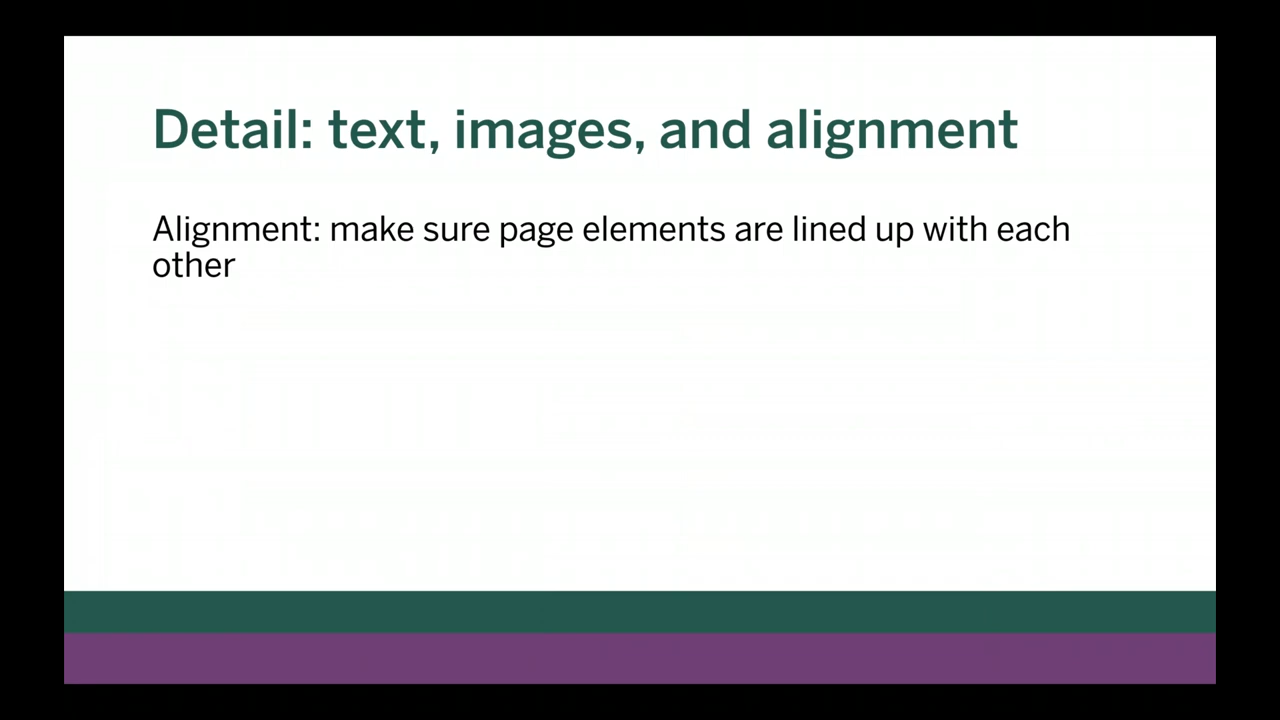 Detail: text, images, and alignment
Alignment: make sure page elements are lined up with each
other